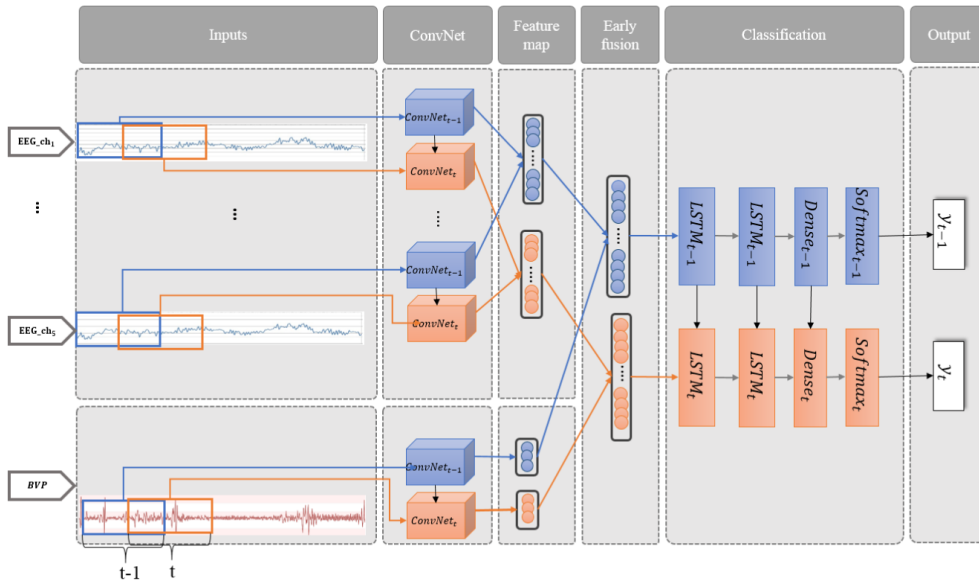 Inputs
ConvNet
Feature
map
Early
fusion
Classification
Output
EEG_ch₁
...
EEG_ch₅
BVP
...
t-1
t
ConvNetₜ₋₁
ConvNetₜ
...
ConvNetₜ₋₁
ConvNetₜ
ConvNetₜ₋₁
ConvNetₜ
......
......
......
......
LSTMₜ₋₁
LSTMₜ₋₁
Denseₜ₋₁
Softmaxₜ₋₁
yₜ₋₁
LSTMₜ
LSTMₜ
Denseₜ
Softmaxₜ
yₜ